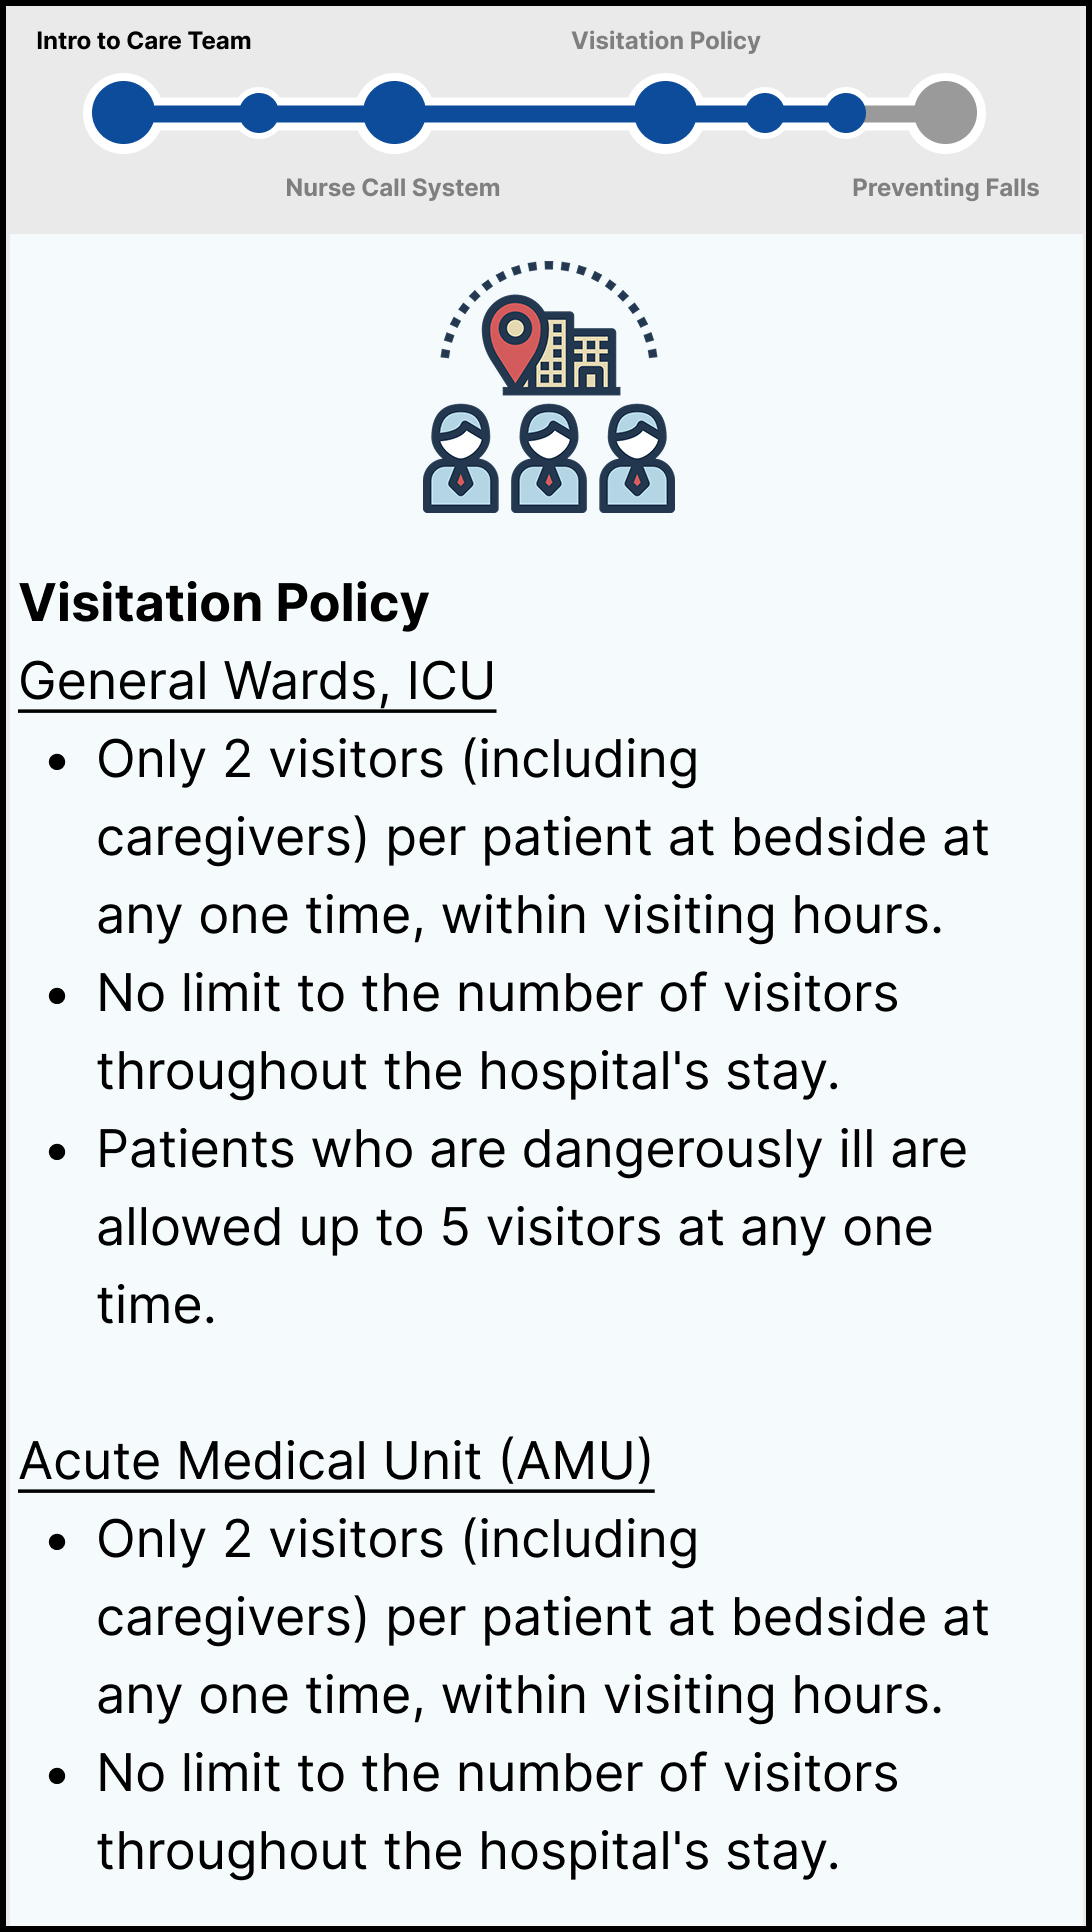 Intro to Care Team
Visitation Policy
Nurse Call System
Preventing Falls
Visitation Policy
General Wards, ICU
• Only 2 visitors (including
caregivers) per patient at bedside at
any one time, within visiting hours.
• No limit to the number of visitors
throughout the hospital's stay.
• Patients who are dangerously ill are
allowed up to 5 visitors at any one
time.
Acute Medical Unit (AMU)
• Only 2 visitors (including
caregivers) per patient at bedside at
any one time, within visiting hours.
• No limit to the number of visitors
throughout the hospital's stay.